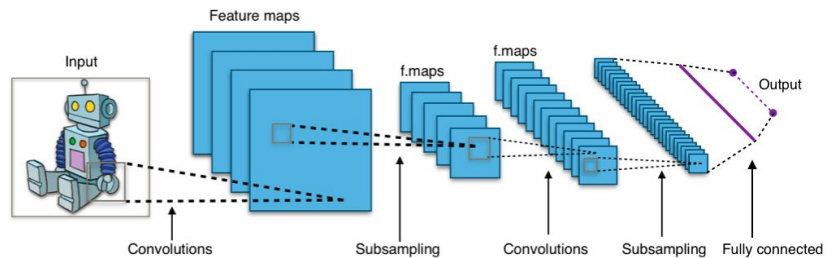 Feature maps
Input
f.maps
f.maps
Output
Convolutions
Subsampling
Convolutions
Subsampling
Fully connected